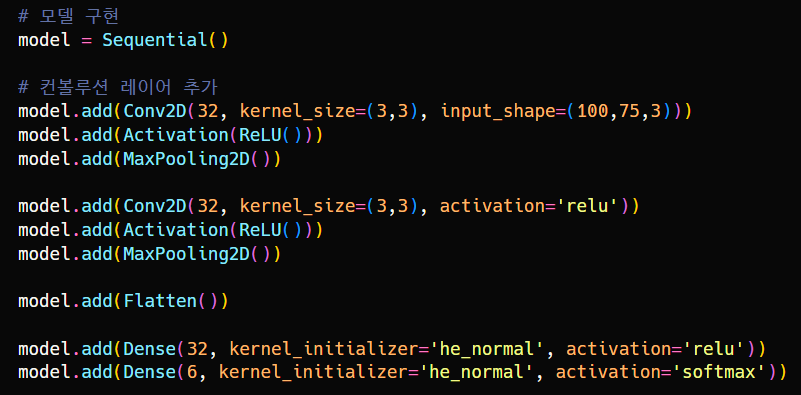 # 모델 구현
model = Sequential()
# 컨볼루션 레이어 추가
model.add(Conv2D(32, kernel_size=(3,3), input_shape=(100,75,3)))
model.add(Activation(ReLU()))
model.add(MaxPooling2D())
model.add(Conv2D(32, kernel_size=(3,3), activation='relu'))
model.add(Activation(ReLU()))
model.add(MaxPooling2D())
model.add(Flatten())
model.add(Dense(32, kernel_initializer='he_normal', activation='relu'))
model.add(Dense(6, kernel_initializer='he_normal', activation='softmax'))